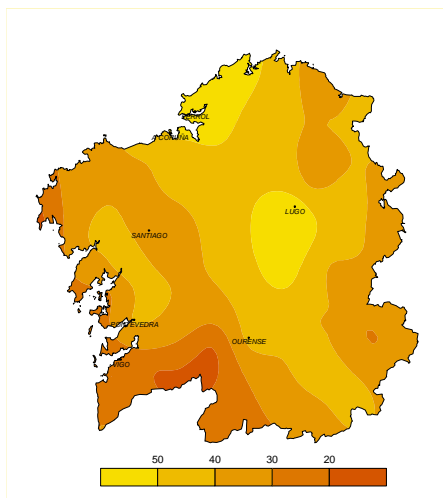 FERROL
A CORUÑA
LUGO
SANTIAGO
PONTEVEDRA
OURENSE
VIGO
50 40 30 20